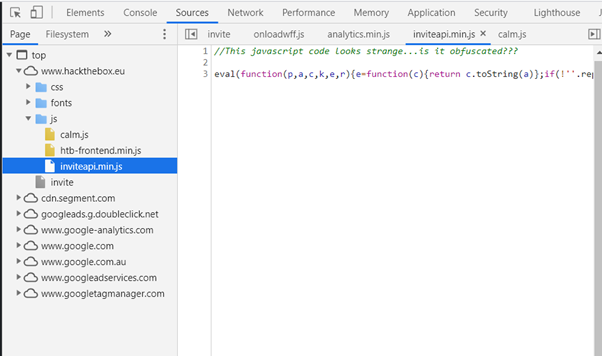 Elements Sources Network Performance Memory Application Security Lighthouse
Page Filesystem »
invite onloadwff.js analytics.min.js inviteapi.min.js × calm.js
top
www.hackthebox.eu
css
fonts
js
calm.js
htb-frontend.min.js
inviteapi.min.js
invite
cdn.segment.com
googleads.g.doubleclick.net
www.google-analytics.com
www.google.com
www.google.com.au
www.googleadservices.com
www.googletagmanager.com
1 //This javascript code looks strange...is it obfuscated???
2
3 eval(function(p,a,c,k,e,r){e=function(c){return c.toString(a)};if(!''.rep